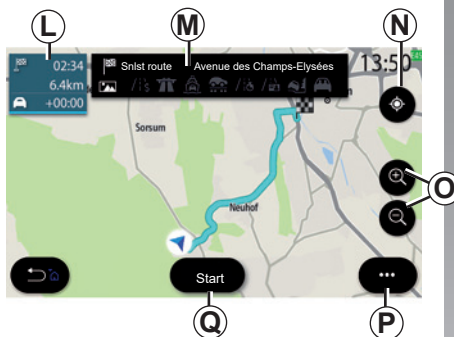 L
M
N
02:34
6.4km
+00:00
Snlst route Avenue des Champs-Elysées
13:50
Sorsum
O
Neuhof
Start
Q
P